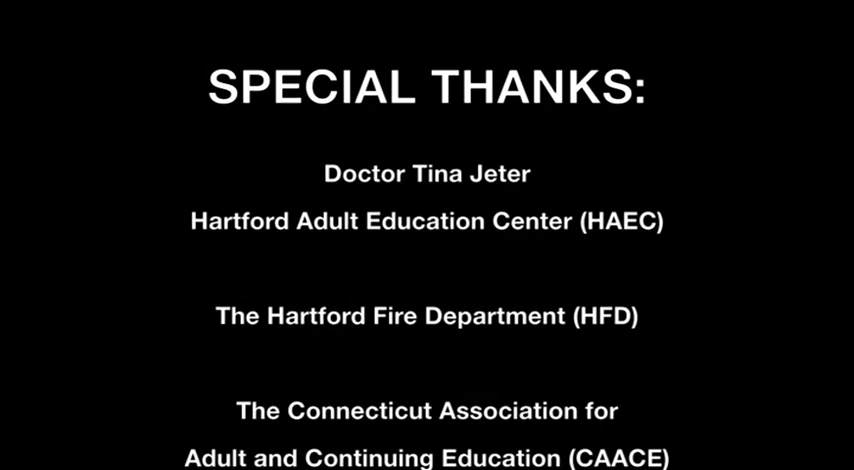 SPECIAL THANKS:
Doctor Tina Jeter
Hartford Adult Education Center (HAEC)
The Hartford Fire Department (HFD)
The Connecticut Association for
Adult and Continuing Education (CAACE)